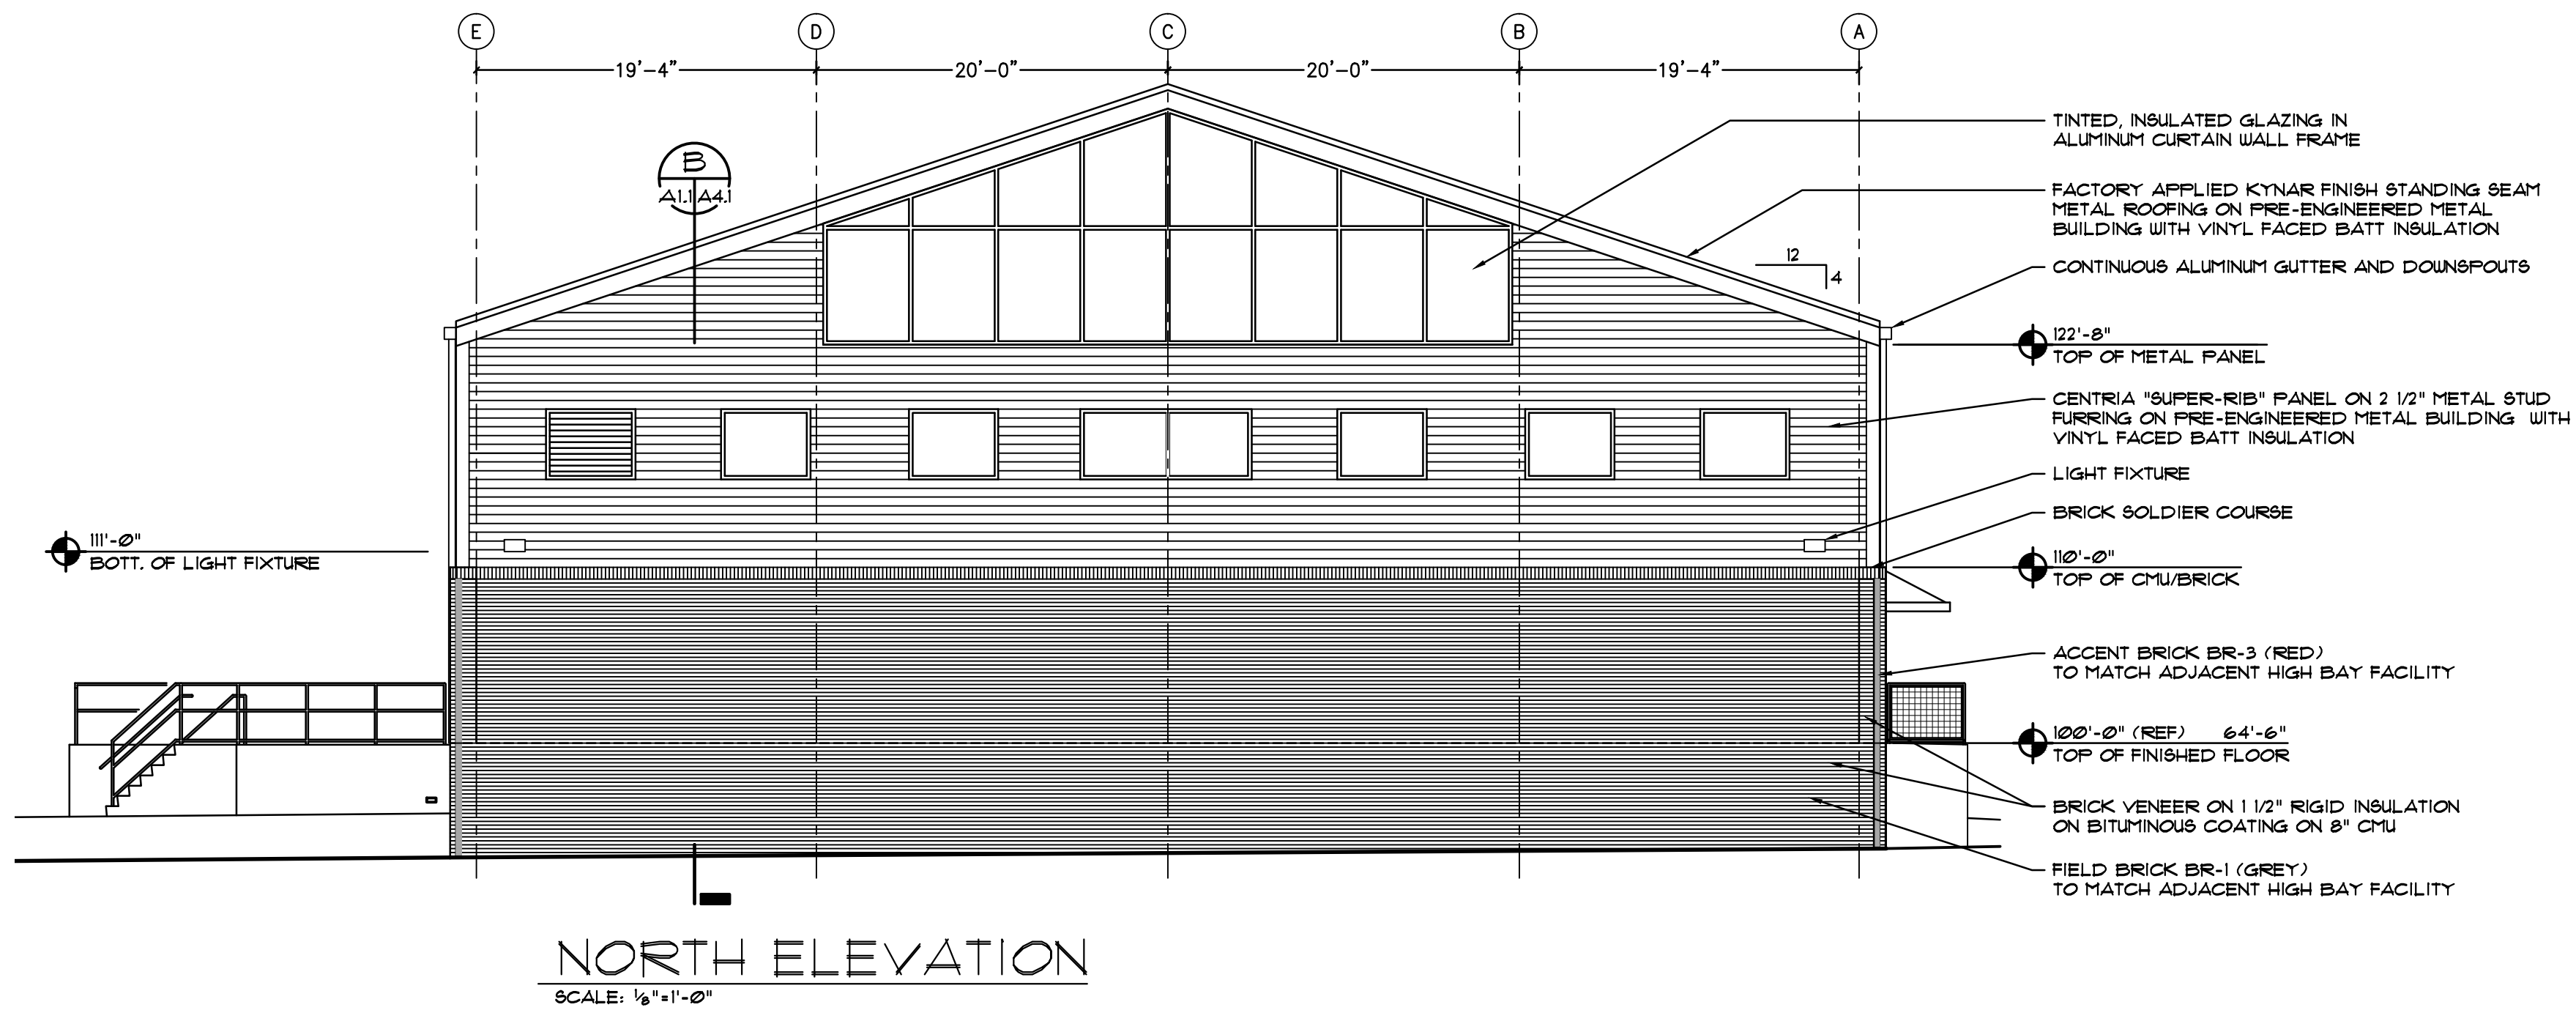 E D C B A
19'-4" 20'-0" 20'-0" 19'-4"
B
A1.1 A4.1
TINTED, INSULATED GLAZING IN
ALUMINUM CURTAIN WALL FRAME
FACTORY APPLIED KYNAR FINISH STANDING SEAM
METAL ROOFING ON PRE-ENGINEERED METAL
BUILDING WITH VINYL FACED BATT INSULATION
12
4
CONTINUOUS ALUMINUM GUTTER AND DOWNSPOUTS
122'-8"
TOP OF METAL PANEL
CENTRIA "SUPER-RIB" PANEL ON 2 1/2" METAL STUD
FURRING ON PRE-ENGINEERED METAL BUILDING WITH
VINYL FACED BATT INSULATION
LIGHT FIXTURE
BRICK SOLDIER COURSE
111'-0"
BOTT. OF LIGHT FIXTURE
110'-0"
TOP OF CMU/BRICK
ACCENT BRICK BR-3 (RED)
TO MATCH ADJACENT HIGH BAY FACILITY
100'-0" (REF) 64'-6"
TOP OF FINISHED FLOOR
BRICK VENEER ON 1 1/2" RIGID INSULATION
ON BITUMINOUS COATING ON 8" CMU
FIELD BRICK BR-1 (GREY)
TO MATCH ADJACENT HIGH BAY FACILITY
NORTH ELEVATION
SCALE: 1/8"=1'-0"